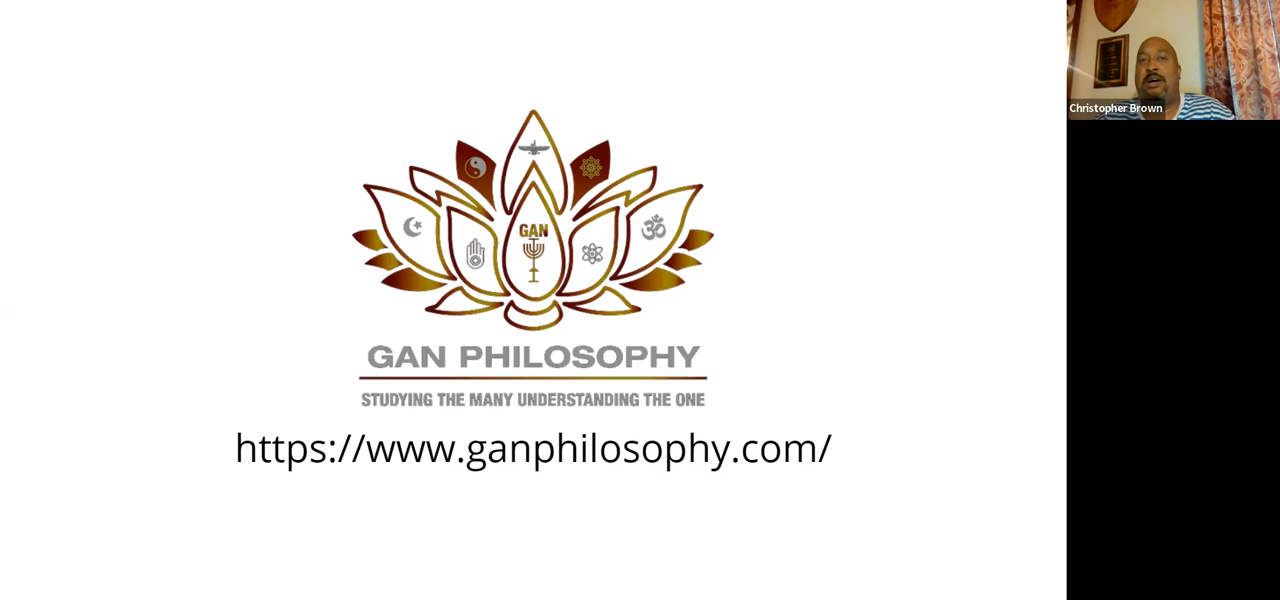 GAN
GAN PHILOSOPHY
STUDYING THE MANY UNDERSTANDING THE ONE
https://www.ganphilosophy.com/
Christopher Brown